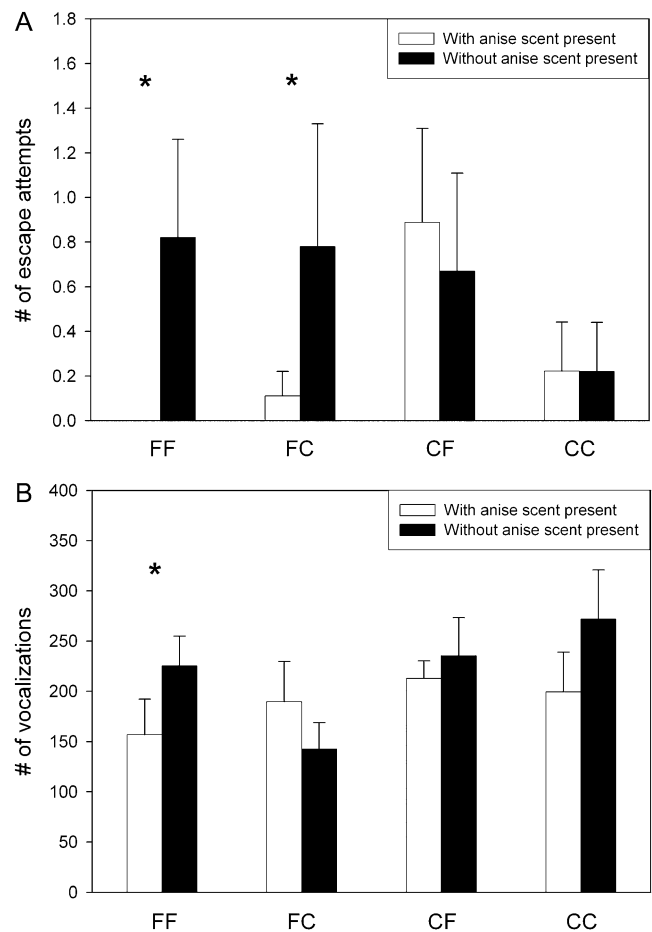 A
# of escape attempts
1.8
1.6
1.4
1.2
1.0
0.8
0.6
0.4
0.2
0.0
With anise scent present
Without anise scent present
*
*
FF FC CF CC
B
# of vocalizations
400
350
300
250
200
150
100
50
0
With anise scent present
Without anise scent present
*
FF FC CF CC